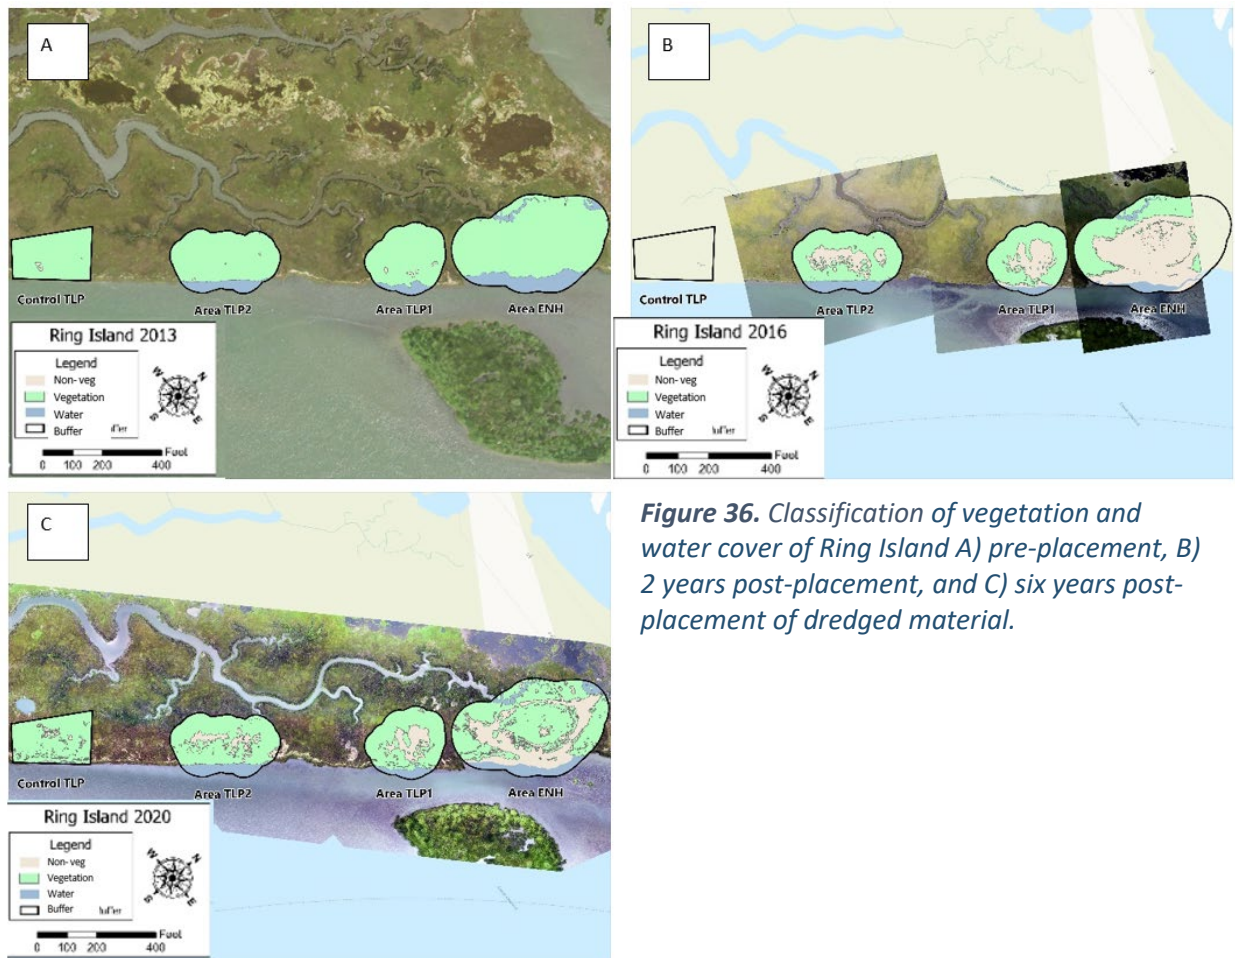 A
Control TLP
Area TLP2
Area TLP1
Area ENH
Ring Island 2013
Legend
Non-veg
Vegetation
Water
Buffer
W
N
S
E
Foot
0 100 200 400
B
Control TLP
Area TLP2
Area TLP1
Area ENH
Ring Island 2016
Legend
Non-veg
Vegetation
Water
Buffer
W
N
S
E
Foot
0 100 200 400
C
Control TLP
Area TLP2
Area TLP1
Area ENH
Ring Island 2020
Legend
Non-veg
Vegetation
Water
Buffer
W
N
S
E
Foot
0 100 200 400
Figure 36. Classification of vegetation and
water cover of Ring Island A) pre-placement, B)
2 years post-placement, and C) six years post-
placement of dredged material.